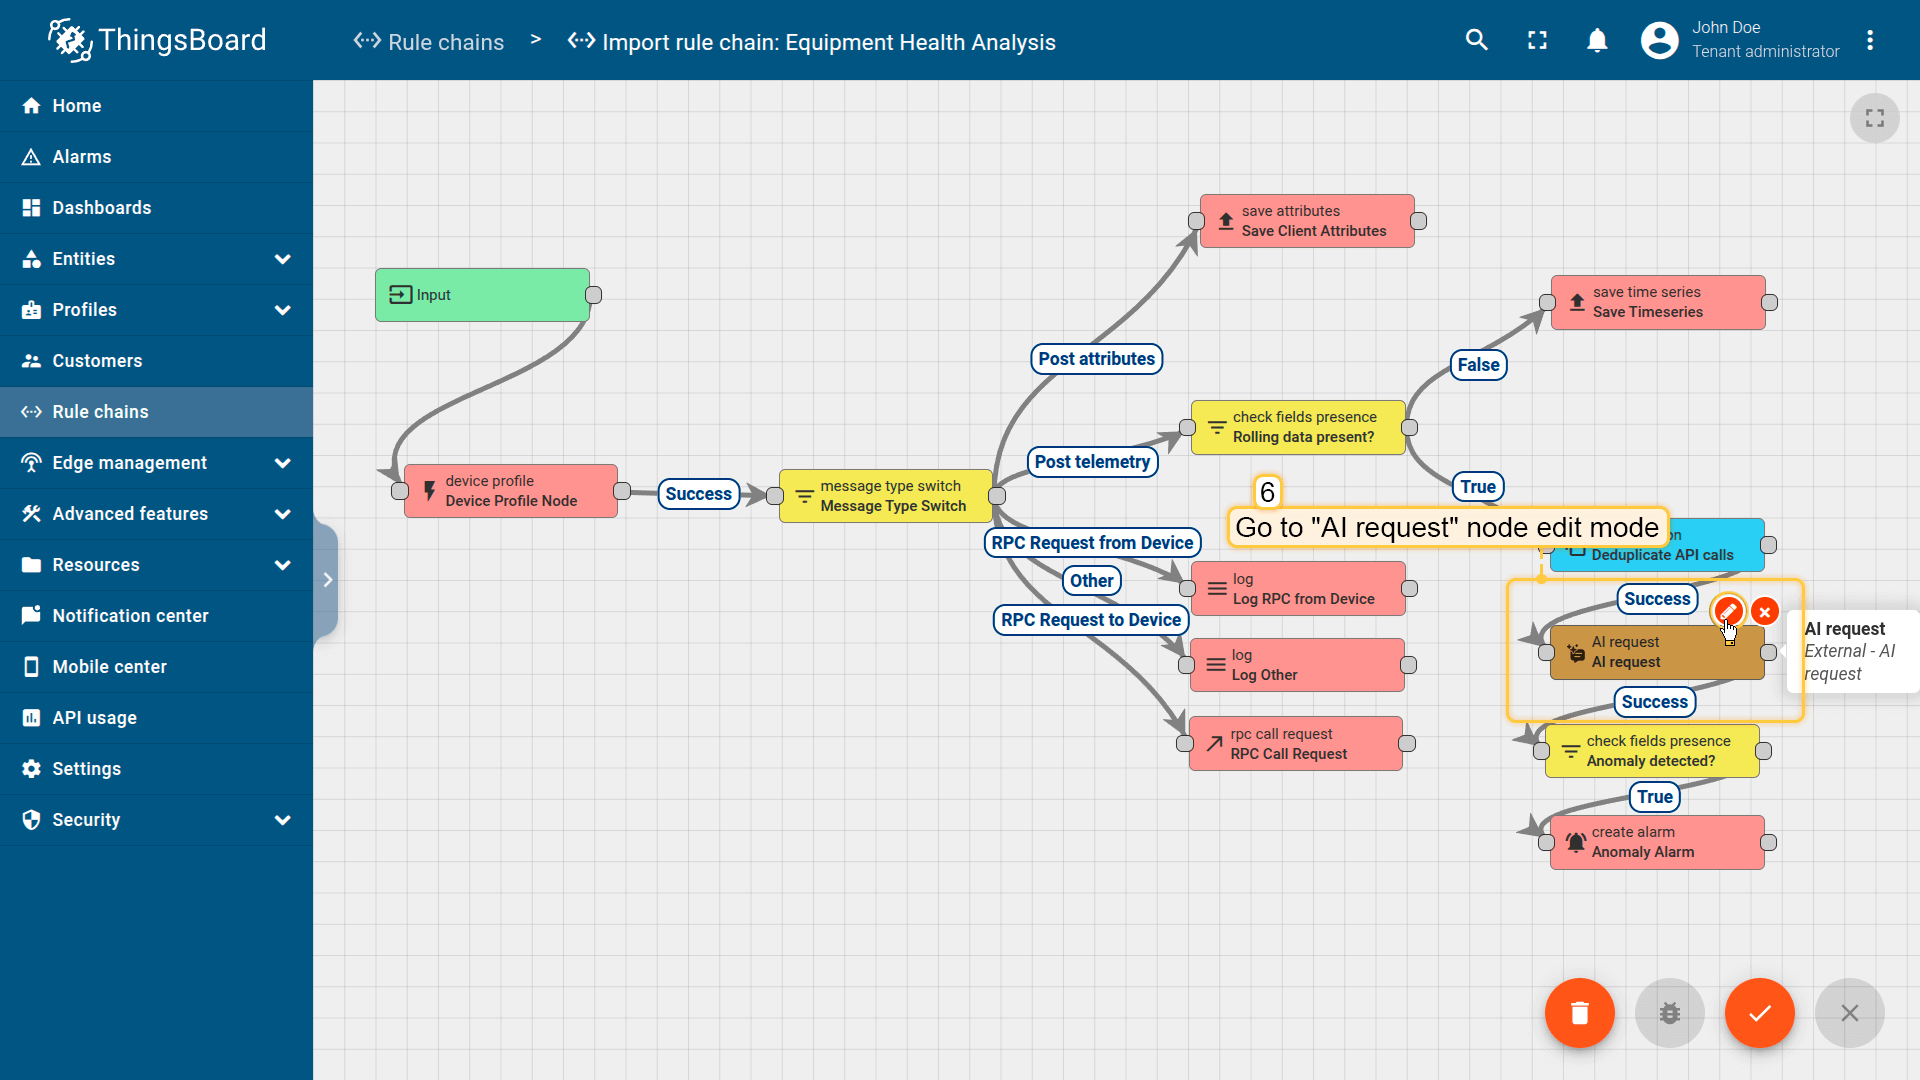 ThingsBoard
Rule chains > Import rule chain: Equipment Health Analysis
John Doe
Tenant administrator
Home
Alarms
Dashboards
Entities
Profiles
Customers
Rule chains
Edge management
Advanced features
Resources
Notification center
Mobile center
API usage
Settings
Security
Input
device profile
Device Profile Node
Success
message type switch
Message Type Switch
Post attributes
Post telemetry
RPC Request from Device
Other
RPC Request to Device
save attributes
Save Client Attributes
check fields presence
Rolling data present?
False
True
save time series
Save Timeseries
6
Go to "AI request" node edit mode
Deduplicate API calls
log
Log RPC from Device
log
Log Other
rpc call request
RPC Call Request
Success
AI request
AI request
AI request
External - AI
request
Success
check fields presence
Anomaly detected?
True
create alarm
Anomaly Alarm